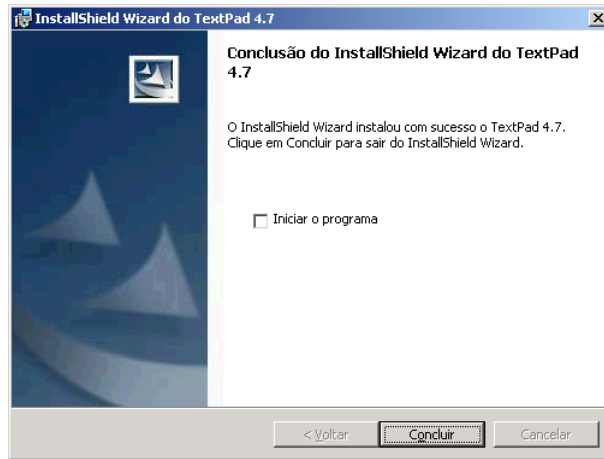 InstallShield Wizard do TextPad 4.7
Conclusão do InstallShield Wizard do TextPad
4.7
O InstallShield Wizard instalou com sucesso o TextPad 4.7.
Clique em Concluir para sair do InstallShield Wizard.
Iniciar o programa
< Voltar
Concluir
Cancelar